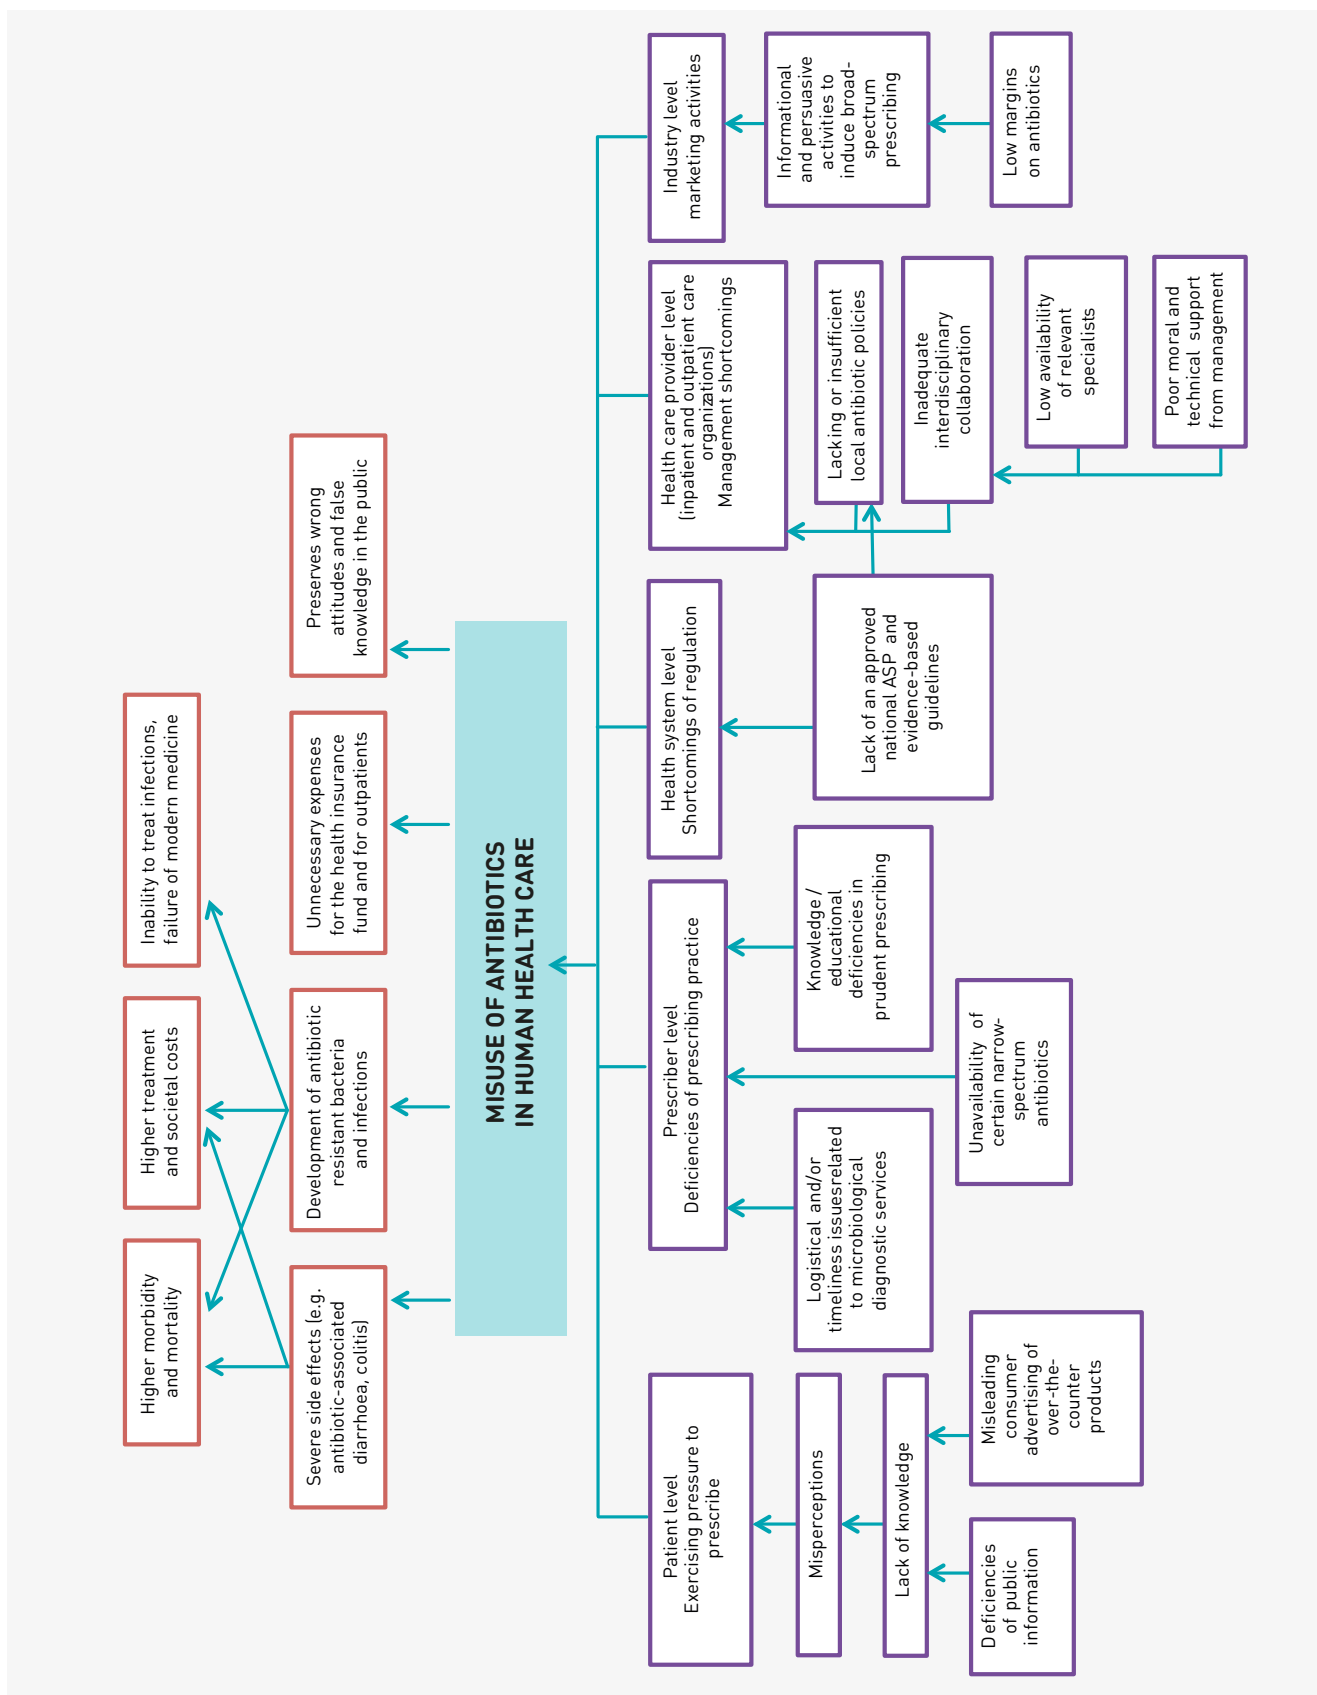 Higher morbidity
and mortality
Higher treatment
and societal costs
Inability to treat infections,
failure of modern medicine
Severe side effects (e.g.
antibiotic-associated
diarrhoea, colitis)
Development of antibiotic
resistant bacteria
and infections
Unnecessary expenses
for the health insurance
fund and for outpatients
Preserves wrong
attitudes and false
knowledge in the public
MISUSE OF ANTIBIOTICS
IN HUMAN HEALTH CARE
Patient level
Exercising pressure to
prescribe
Misperceptions
Lack of knowledge
Deficiencies
of public
information
Misleading
consumer
advertising of
over-the-
counter
products
Prescriber level
Deficiencies of prescribing practice
Logistical and/or
timeliness issuesrelated
to microbiological
diagnostic services
Unavailability of
certain narrow-
spectrum
antibiotics
Knowledge /
educational
deficiencies in
prudent prescribing
Health system level
Shortcomings of regulation
Lack of an approved
national ASP and
evidence-based
guidelines
Health care provider level
(inpatient and outpatient care
organizations)
Management shortcomings
Lacking or insufficient
local antibiotic policies
Inadequate
interdisciplinary
collaboration
Low availability
of relevant
specialists
Poor moral and
technical support
from management
Industry level
marketing activities
Informational
and persuasive
activities to
induce broad-
spectrum
prescribing
Low margins
on antibiotics